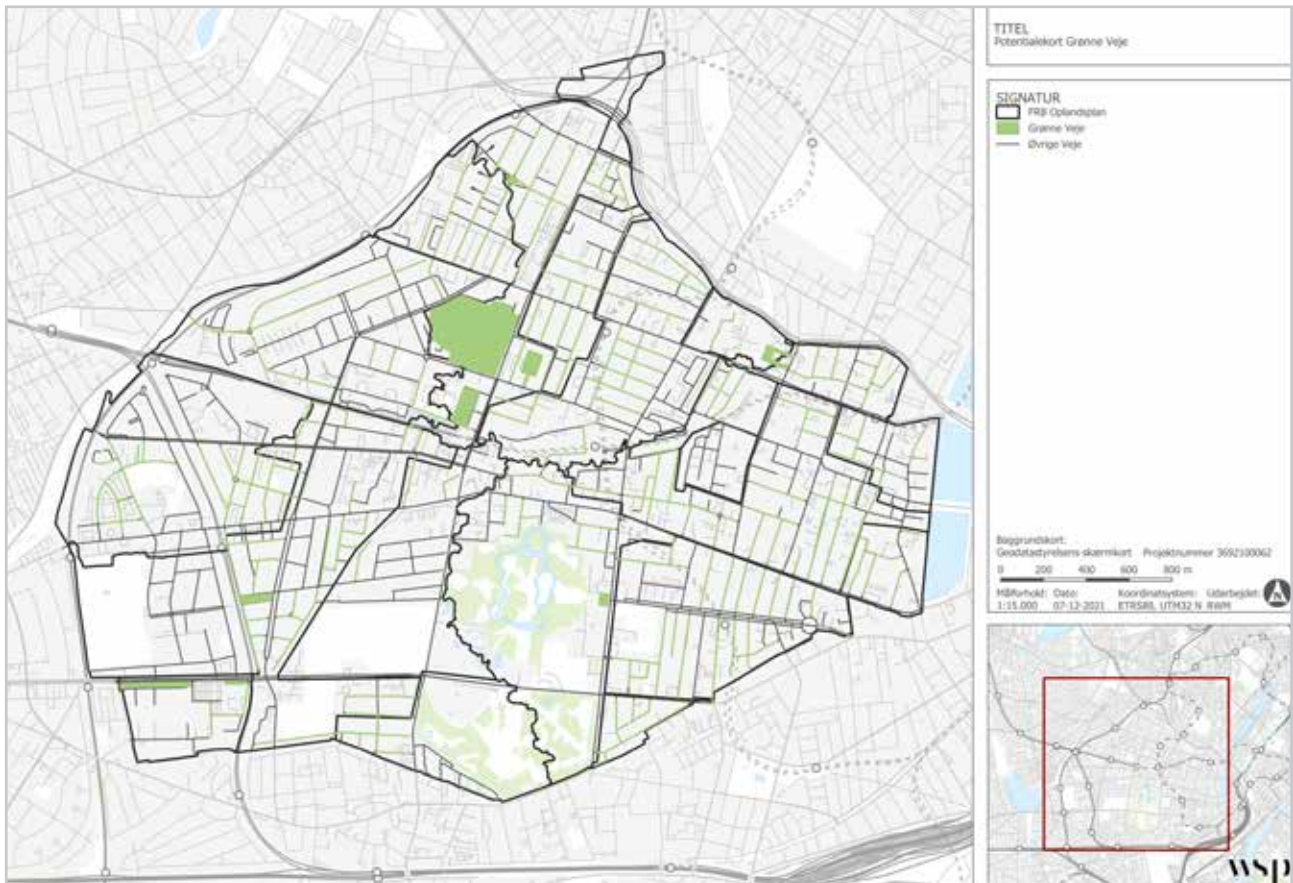 TITEL
Potentialekort Grønne Veje
SIGNATUR
FRB Oplandsplan
Grønne Veje
Øvrige Veje
Baggrundskort:
Geodatastyrelsens skærmkort Projektnummer 3692100062
0 200 400 600 800 m
Målforhold: Dato: Koordinatsystem: Udarbejdet:
1:15.000 07-12-2021 ETRS89, UTM32 N RWM
N
wsp